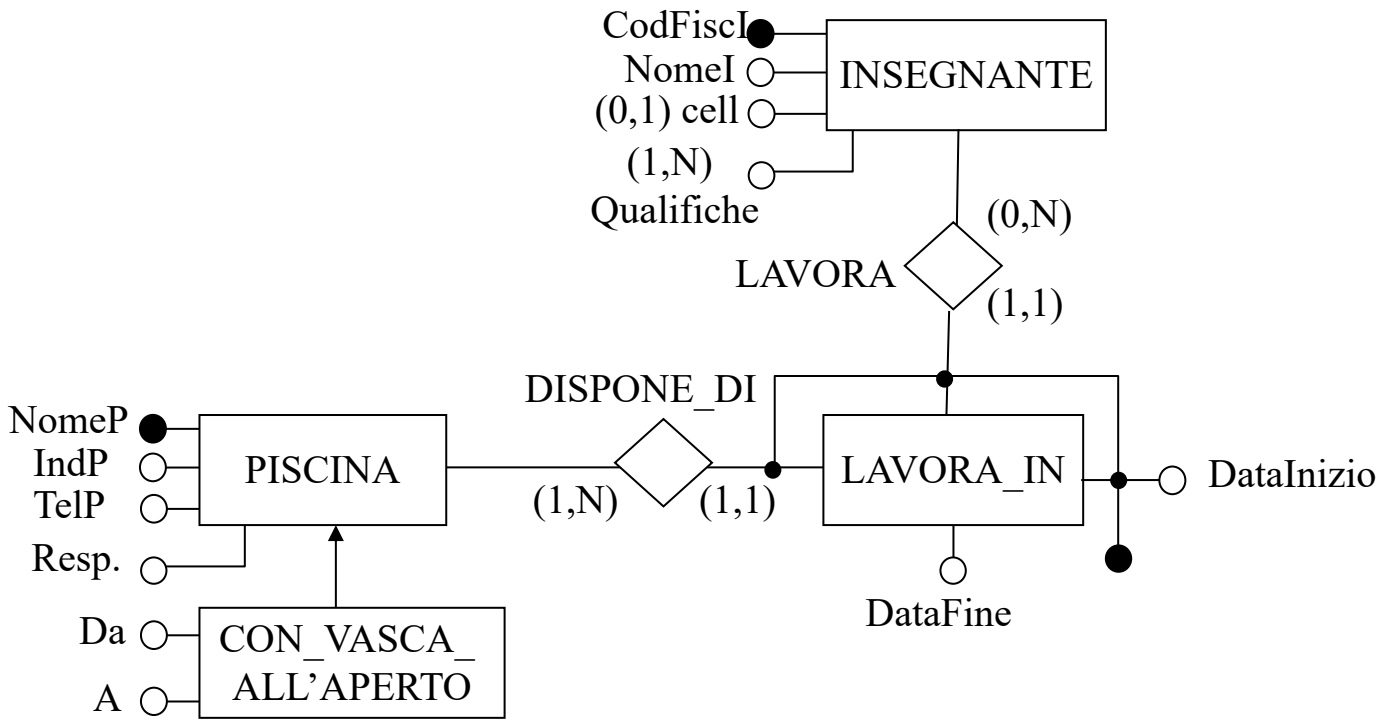 CodFiscI
NomeI
INSEGNANTE
(0,1) cell
(1,N)
Qualifiche
(0,N)
LAVORA
(1,1)
DISPONE_DI
NomeP
IndP
PISCINA
LAVORA_IN
DataInizio
TelP
(1,N)
(1,1)
Resp.
DataFine
Da
CON_VASCA_
ALL’APERTO
A